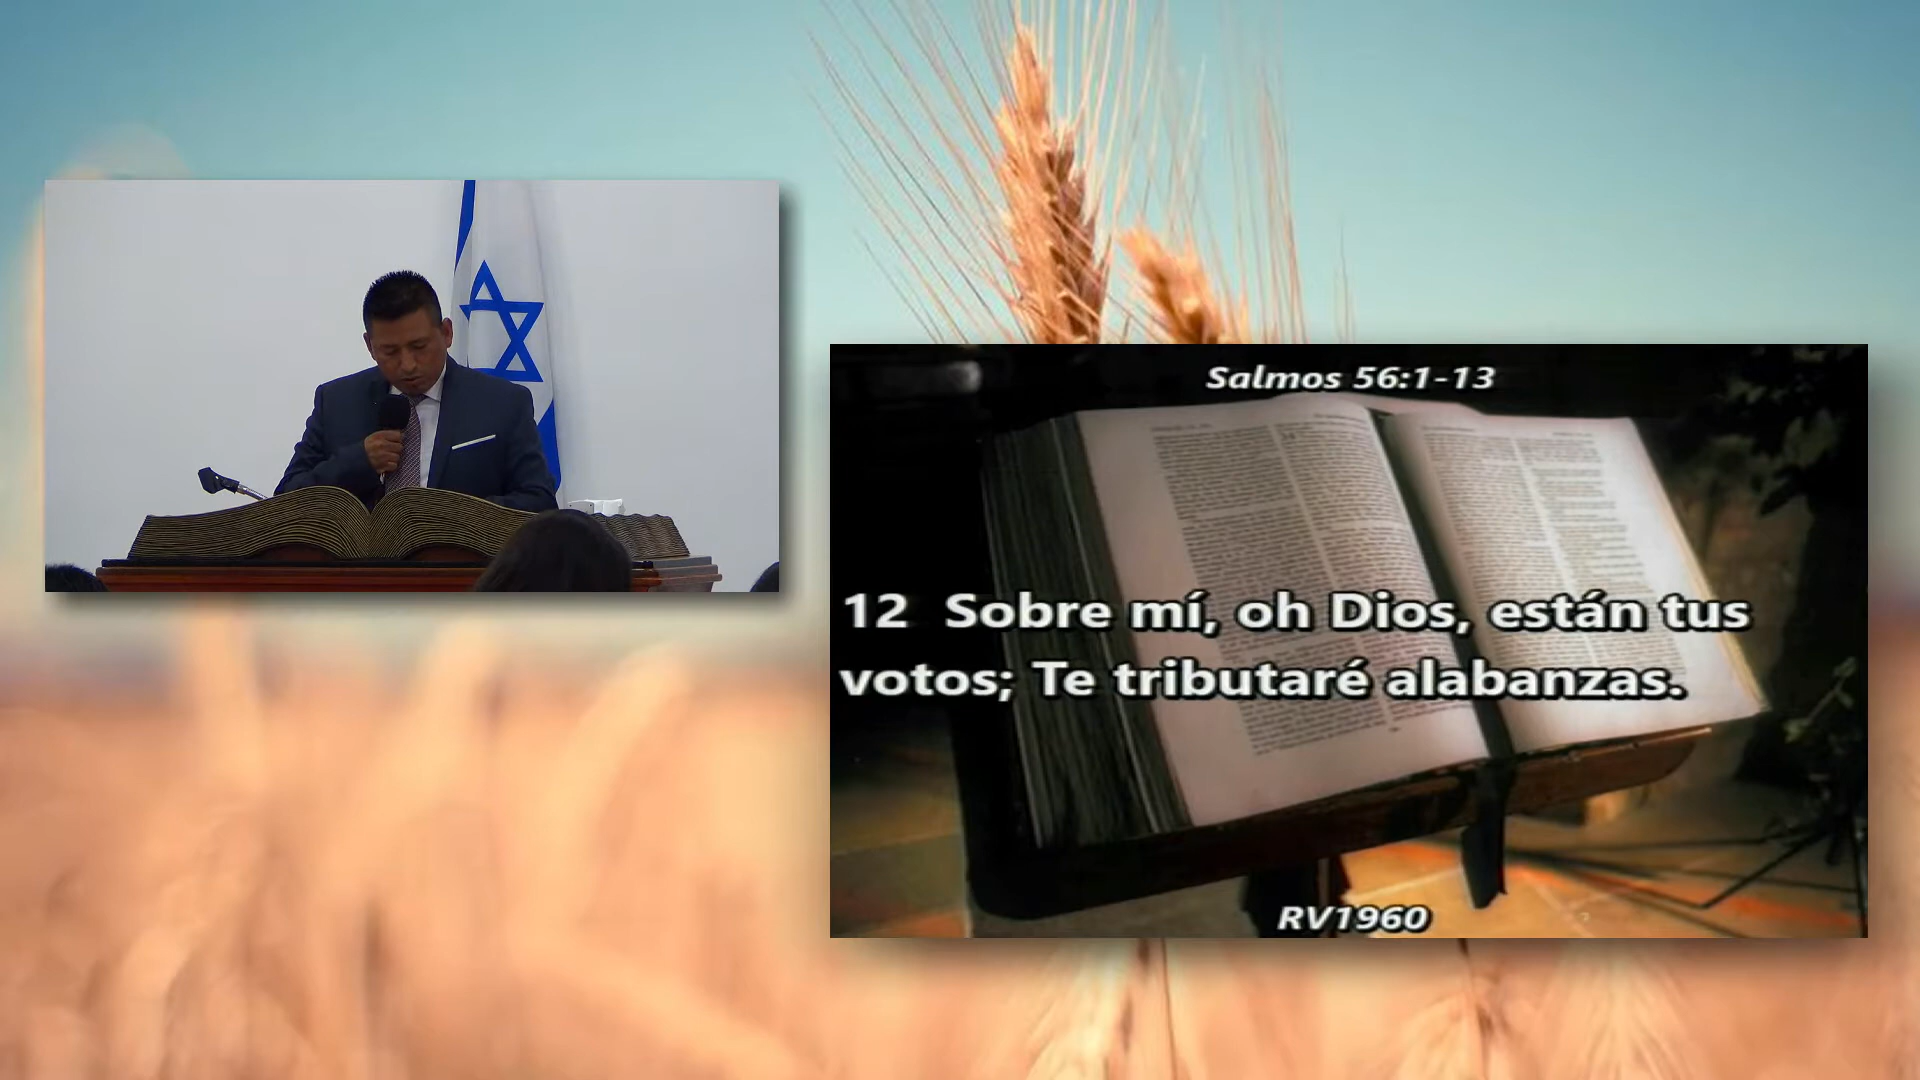 Salmos 56:1-13
12 Sobre mí, oh Dios, están tus
votos; Te tributaré alabanzas.
RV1960